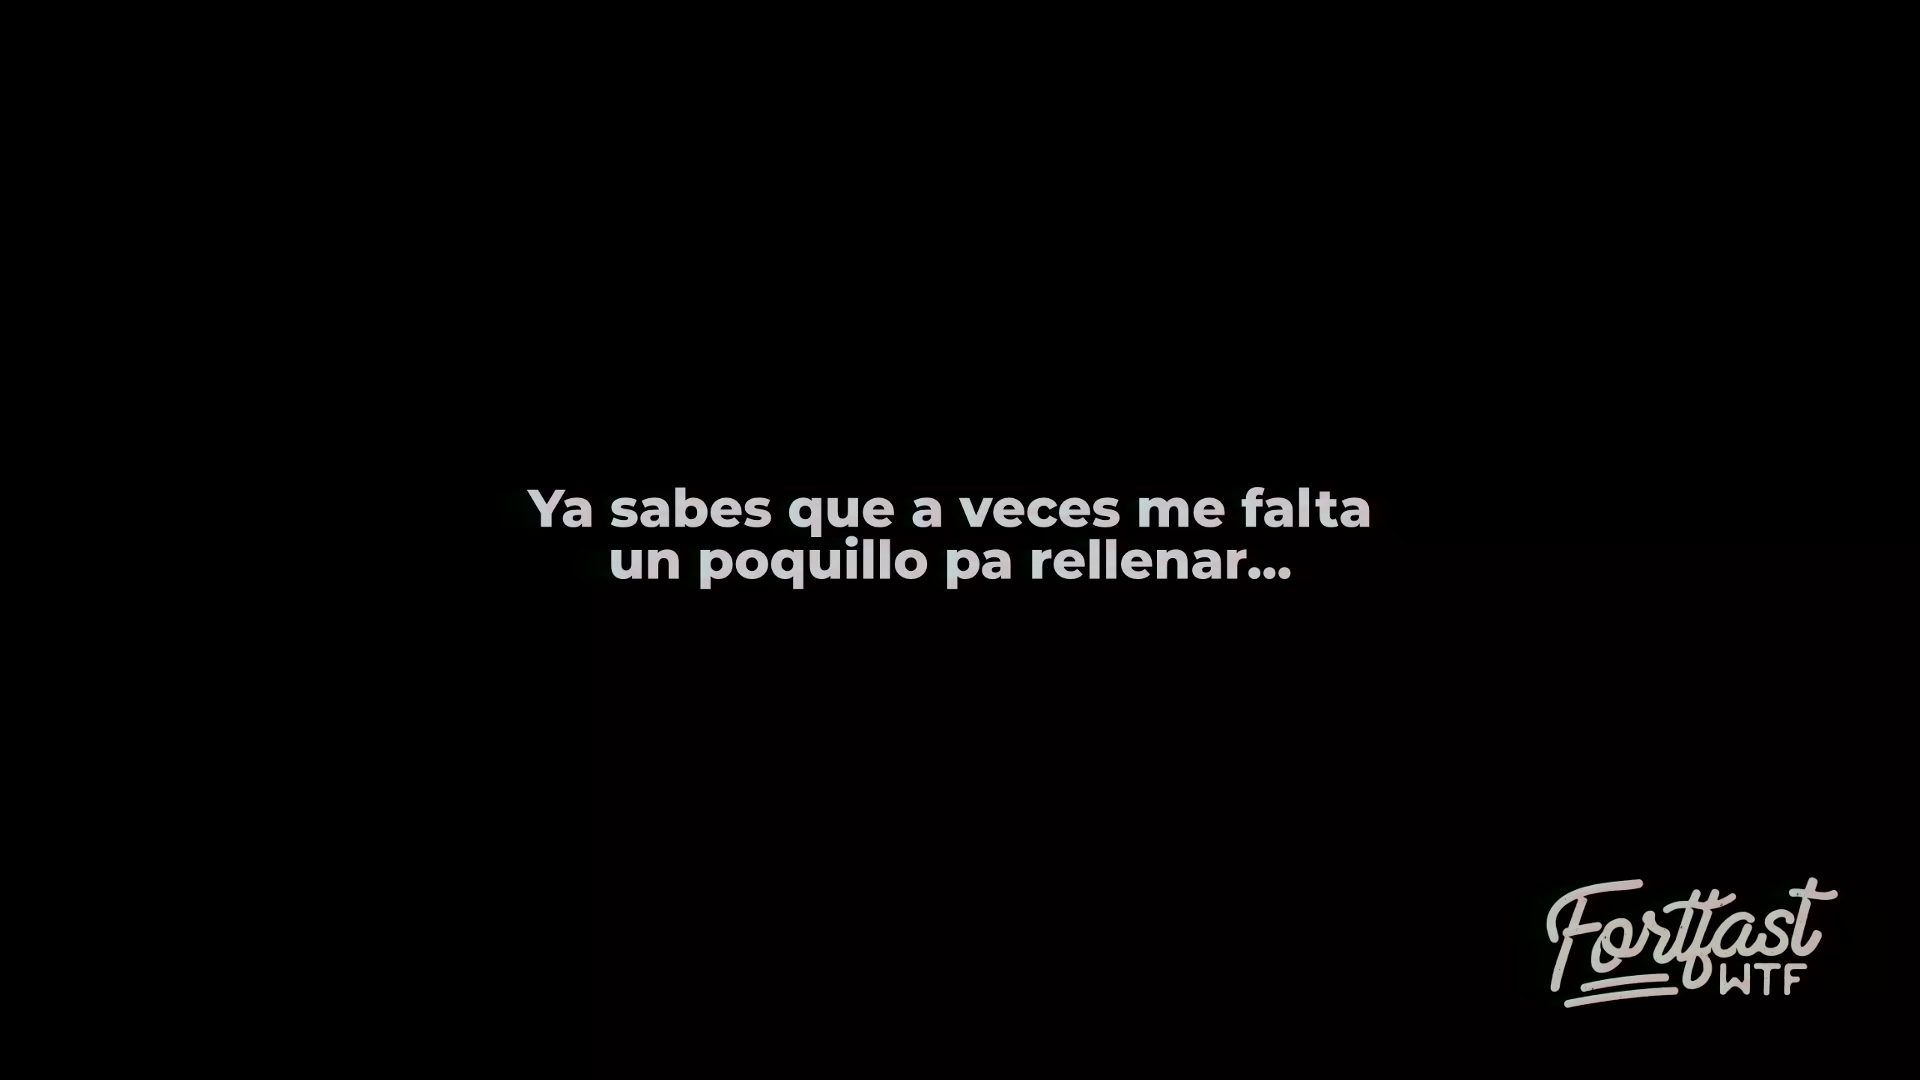 Ya sabes que a veces me falta
un poquillo pa rellenar...
Fortfast
WTF